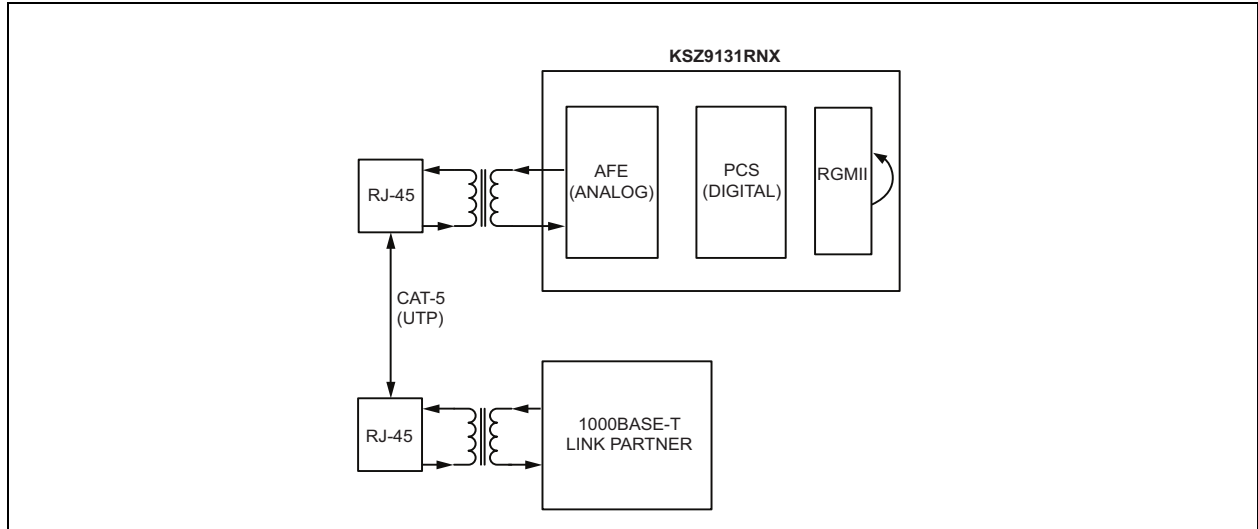 KSZ9131RNX
AFE
(ANALOG)
PCS
(DIGITAL)
RGMII
RJ-45
CAT-5
(UTP)
RJ-45
1000BASE-T
LINK PARTNER